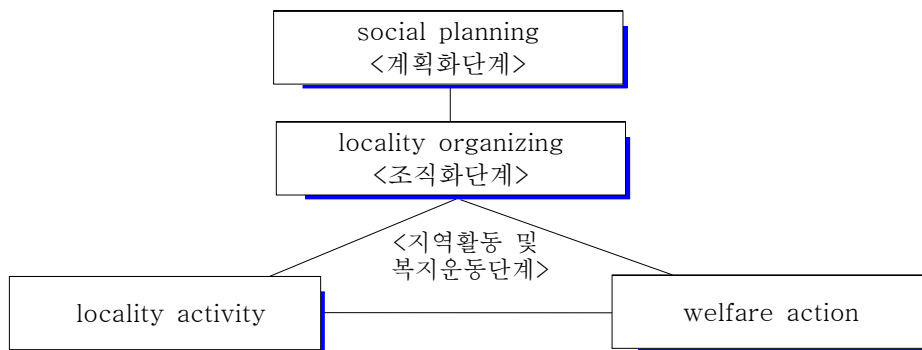 social planning
<계획화단계>
locality organizing
<조직화단계>
<지역활동 및
복지운동단계>
locality activity
welfare action